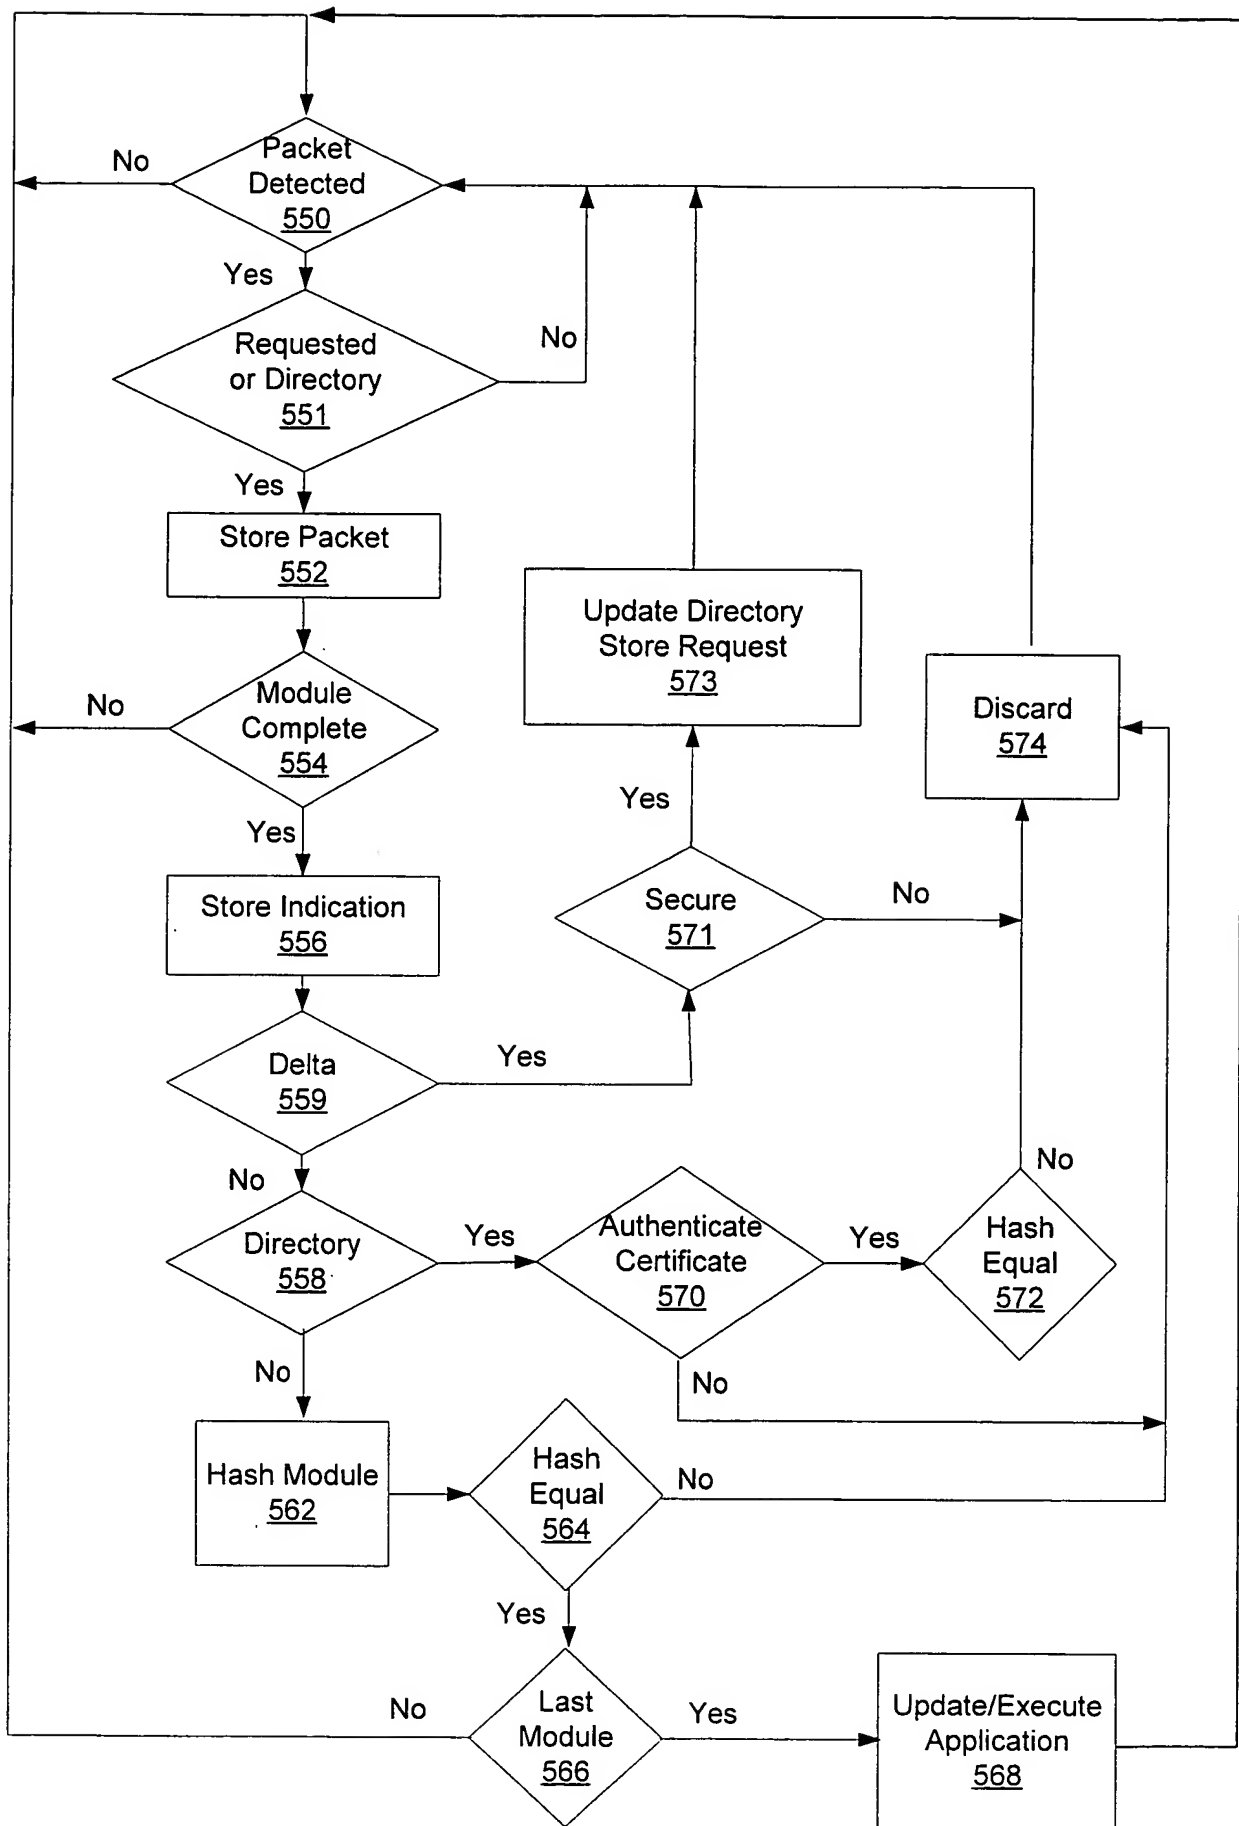 No
Packet
Detected
550
Yes
Requested
or Directory
551
No
Yes
Store Packet
552
Update Directory
Store Request
573
No
Module
Complete
554
Discard
574
Yes
Yes
Store Indication
556
Secure
571
No
Delta
559
Yes
No
Directory
558
Yes
Authenticate
Certificate
570
Yes
No
Hash
Equal
572
No
No
Hash Module
562
Hash
Equal
564
No
Yes
No
Last
Module
566
Yes
Update/Execute
Application
568